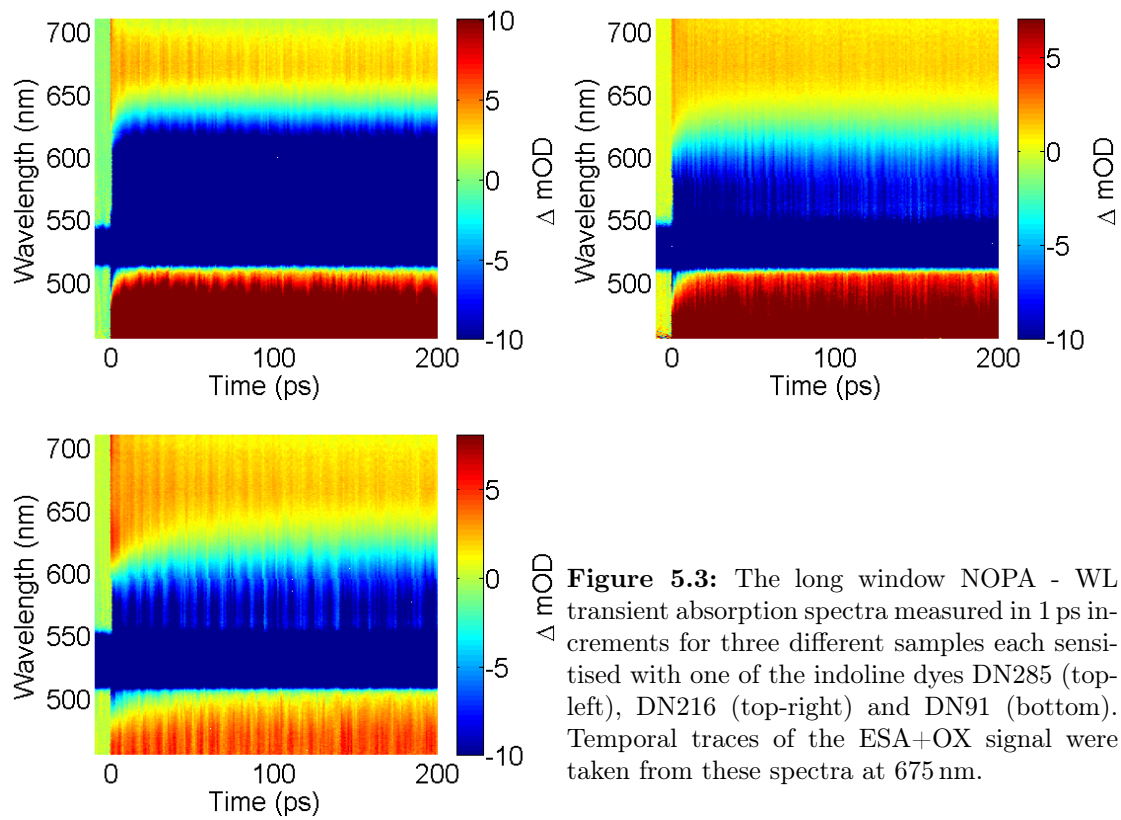 700
650
600
550
500
Wavelength (nm)
0
100
200
Time (ps)
10
5
0
-5
-10
Δ mOD
700
650
600
550
500
Wavelength (nm)
0
100
200
Time (ps)
5
0
-5
-10
Δ mOD
700
650
600
550
500
Wavelength (nm)
0
100
200
Time (ps)
5
0
-5
-10
Δ mOD
Figure 5.3: The long window NOPA - WL
transient absorption spectra measured in 1 ps in-
crements for three different samples each sensi-
tised with one of the indoline dyes DN285 (top-
left), DN216 (top-right) and DN91 (bottom).
Temporal traces of the ESA+OX signal were
taken from these spectra at 675 nm.